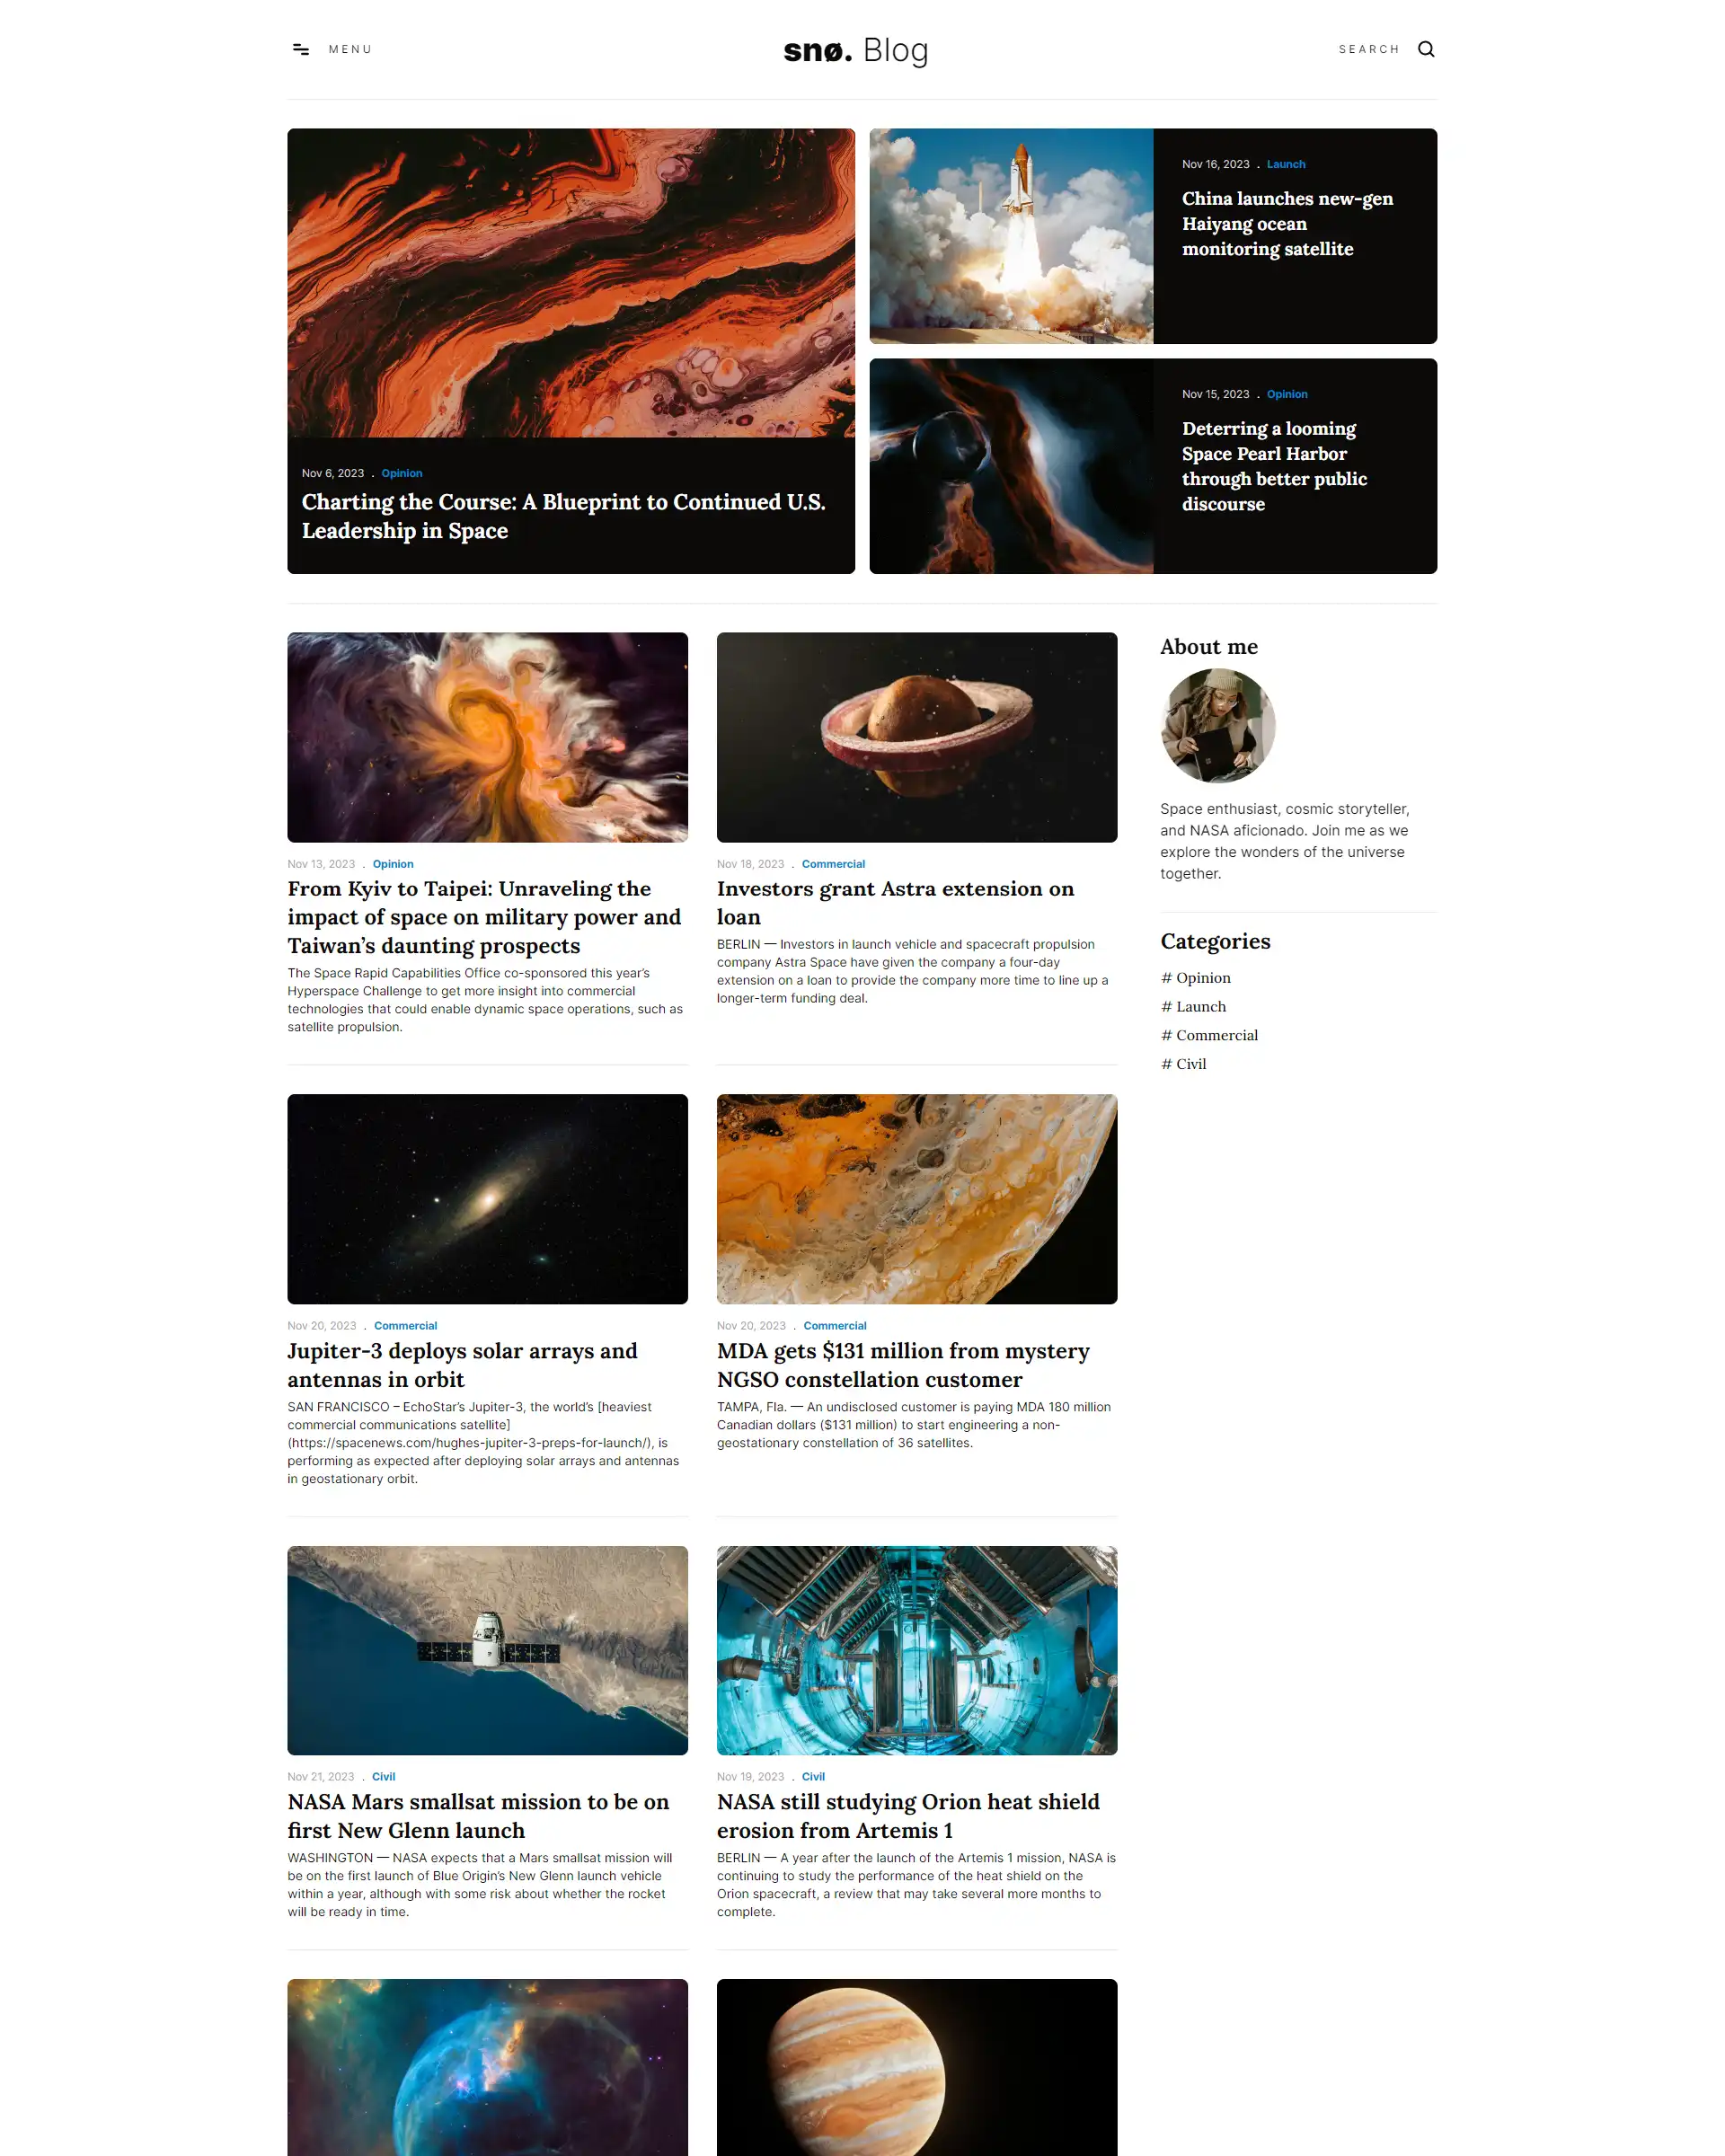 MENU
snø. Blog
SEARCH
Nov 6, 2023 . Opinion
Charting the Course: A Blueprint to Continued U.S.
Leadership in Space
Nov 16, 2023 . Launch
China launches new-gen
Haiyang ocean
monitoring satellite
Nov 15, 2023 . Opinion
Deterring a looming
Space Pearl Harbor
through better public
discourse
Nov 13, 2023 . Opinion
From Kyiv to Taipei: Unraveling the
impact of space on military power and
Taiwan’s daunting prospects
The Space Rapid Capabilities Office co-sponsored this year’s
Hyperspace Challenge to get more insight into commercial
technologies that could enable dynamic space operations, such as
satellite propulsion.
Nov 18, 2023 . Commercial
Investors grant Astra extension on
loan
BERLIN — Investors in launch vehicle and spacecraft propulsion
company Astra Space have given the company a four-day
extension on a loan to provide the company more time to line up a
longer-term funding deal.
About me
Space enthusiast, cosmic storyteller,
and NASA aficionado. Join me as we
explore the wonders of the universe
together.
Categories
# Opinion
# Launch
# Commercial
# Civil
Nov 20, 2023 . Commercial
Jupiter-3 deploys solar arrays and
antennas in orbit
SAN FRANCISCO – EchoStar’s Jupiter-3, the world’s [heaviest
commercial communications satellite]
(https://spacenews.com/hughes-jupiter-3-preps-for-launch/), is
performing as expected after deploying solar arrays and antennas
in geostationary orbit.
Nov 20, 2023 . Commercial
MDA gets $131 million from mystery
NGSO constellation customer
TAMPA, Fla. — An undisclosed customer is paying MDA 180 million
Canadian dollars ($131 million) to start engineering a non-
geostationary constellation of 36 satellites.
Nov 21, 2023 . Civil
NASA Mars smallsat mission to be on
first New Glenn launch
WASHINGTON — NASA expects that a Mars smallsat mission will
be on the first launch of Blue Origin’s New Glenn launch vehicle
within a year, although with some risk about whether the rocket
will be ready in time.
Nov 19, 2023 . Civil
NASA still studying Orion heat shield
erosion from Artemis 1
BERLIN — A year after the launch of the Artemis 1 mission, NASA is
continuing to study the performance of the heat shield on the
Orion spacecraft, a review that may take several more months to
complete.